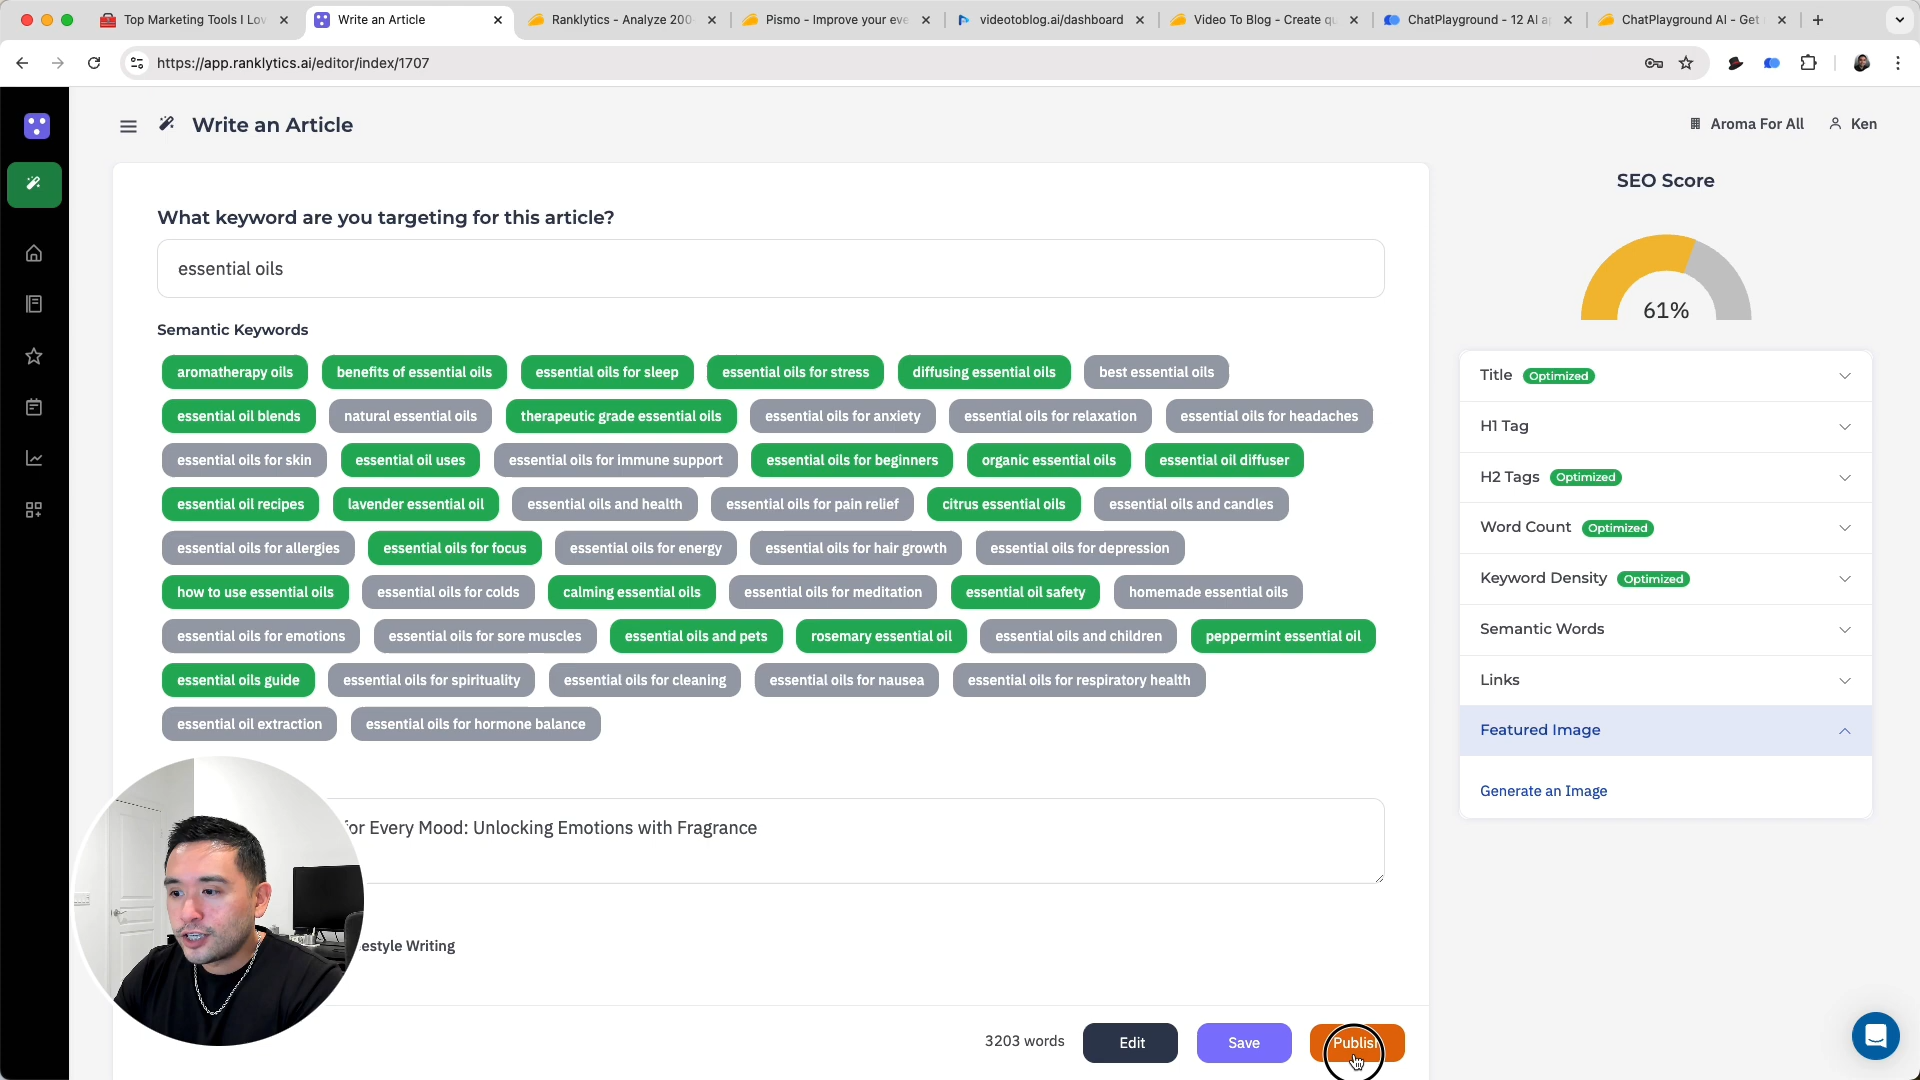 Top Marketing Tools I Lov
Write an Article
Ranklytics - Analyze 200
Pismo - Improve your eve
videotoblog.ai/dashboard
Video To Blog - Create qu
ChatPlayground - 12 AI a
ChatPlayground AI - Get
https://app.ranklytics.ai/editor/index/1707
Write an Article
Aroma For All
Ken
What keyword are you targeting for this article?
essential oils
Semantic Keywords
aromatherapy oils benefits of essential oils essential oils for sleep essential oils for stress diffusing essential oils best essential oils
essential oil blends natural essential oils therapeutic grade essential oils essential oils for anxiety essential oils for relaxation essential oils for headaches
essential oils for skin essential oil uses essential oils for immune support essential oils for beginners organic essential oils essential oil diffuser
essential oil recipes lavender essential oil essential oils and health essential oils for pain relief citrus essential oils essential oils and candles
essential oils for allergies essential oils for focus essential oils for energy essential oils for hair growth essential oils for depression
how to use essential oils essential oils for colds calming essential oils essential oils for meditation essential oil safety homemade essential oils
essential oils for emotions essential oils for sore muscles essential oils and pets rosemary essential oil essential oils and children peppermint essential oil
essential oils guide essential oils for spirituality essential oils for cleaning essential oils for nausea essential oils for respiratory health
essential oil extraction essential oils for hormone balance
for Every Mood: Unlocking Emotions with Fragrance
estyle Writing
3203 words
Edit
Save
Publish
SEO Score
61%
Title Optimized
H1 Tag
H2 Tags Optimized
Word Count Optimized
Keyword Density Optimized
Semantic Words
Links
Featured Image
Generate an Image